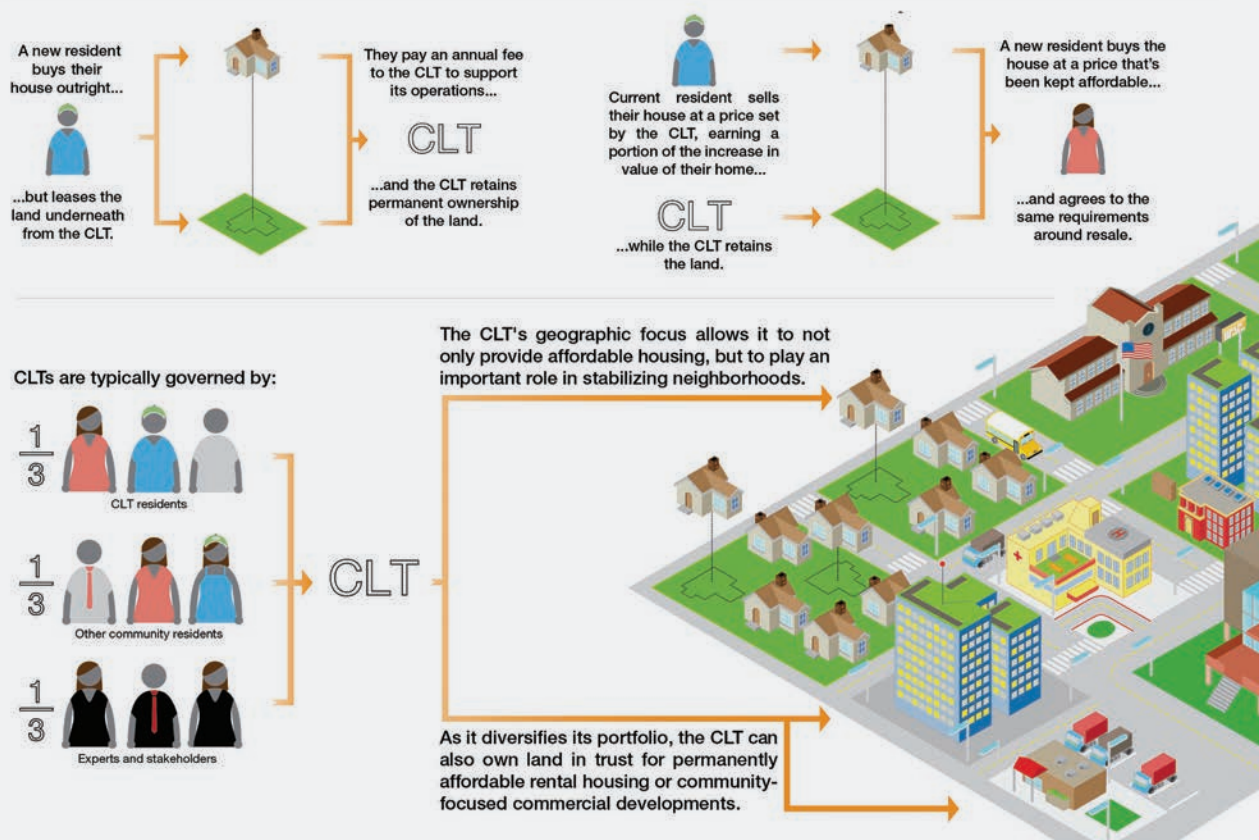 A new resident
buys their
house outright...
...but leases the
land underneath
from the CLT.
They pay an annual fee
to the CLT to support
its operations...
CLT
...and the CLT retains
permanent ownership
of the land.
Current resident sells
their house at a price set
by the CLT, earning a
portion of the increase in
value of their home...
CLT
...while the CLT retains
the land.
A new resident buys the
house at a price that's
been kept affordable...
...and agrees to the
same requirements
around resale.
CLTs are typically governed by:
1
3
CLT residents
1
3
Other community residents
1
3
Experts and stakeholders
CLT
The CLT's geographic focus allows it to not
only provide affordable housing, but to play an
important role in stabilizing neighborhoods.
As it diversifies its portfolio, the CLT can
also own land in trust for permanently
affordable rental housing or community-
focused commercial developments.
H